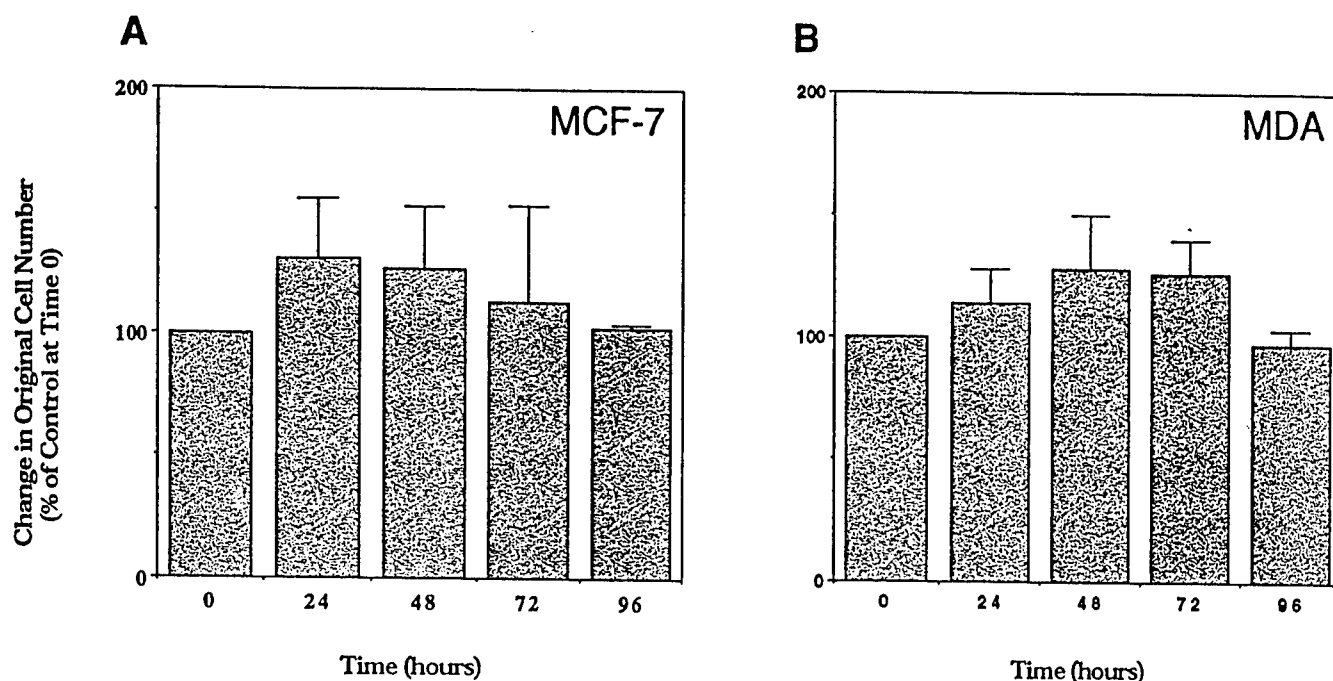 A
Change in Original Cell Number
(% of Control at Time 0)
200
100
0
MCF-7
0 24 48 72 96
Time (hours)
B
200
100
0
MDA
0 24 48 72 96
Time (hours)